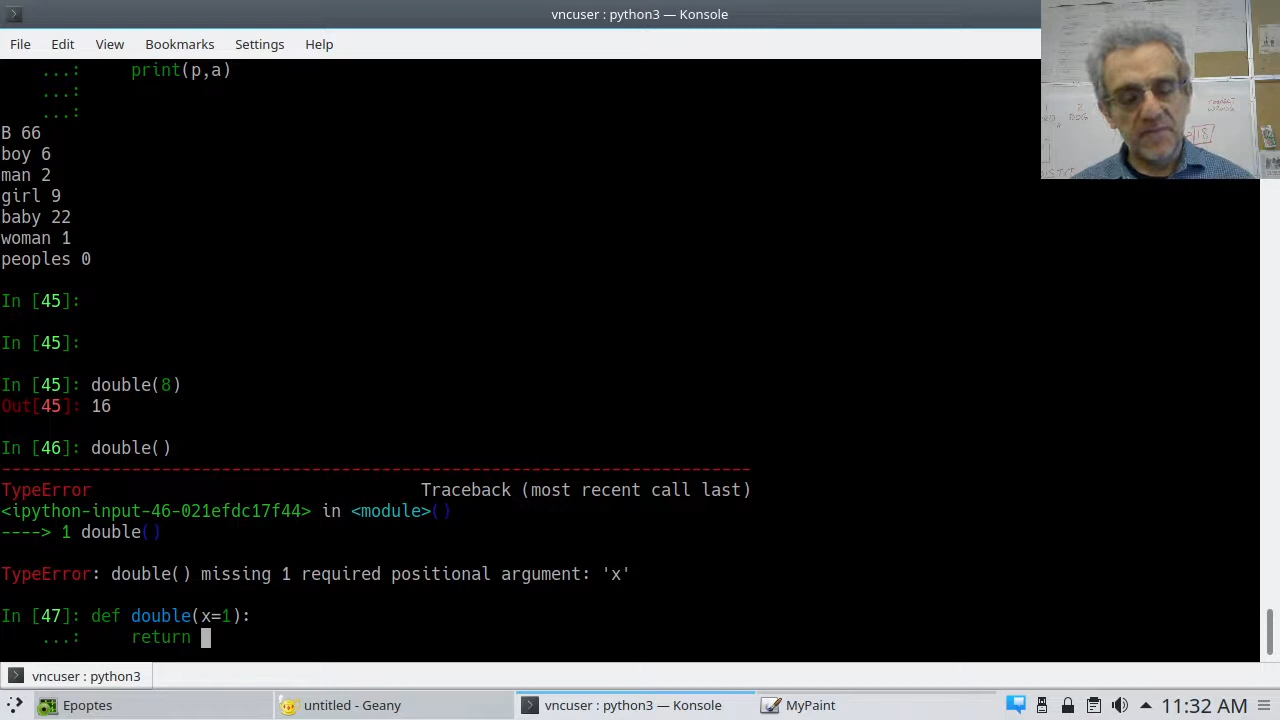 vncuser : python3 — Konsole
File Edit View Bookmarks Settings Help
...: print(p,a)
...:
...:
B 66
boy 6
man 2
girl 9
baby 22
woman 1
peoples 0
In [45]:
In [45]:
In [45]: double(8)
Out[45]: 16
In [46]: double()
---------------------------------------------------------------------------
TypeError Traceback (most recent call last)
<ipython-input-46-021efdc17f44> in <module>()
----> 1 double()
TypeError: double() missing 1 required positional argument: 'x'
In [47]: def double(x=1):
...: return
vncuser : python3
Epoptes untitled - Geany vncuser : python3 — Konsole MyPaint 11:32 AM
18